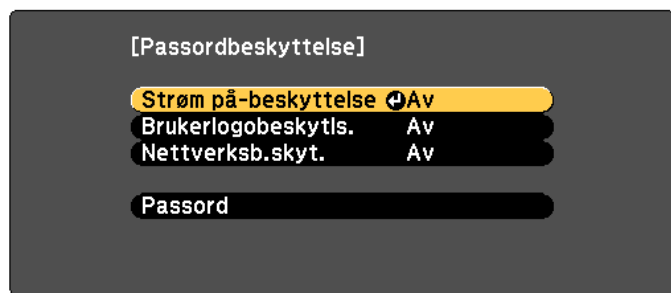 [Passordbeskyttelse]
Strøm på-beskyttelse Av
Brukerlogobeskytls. Av
Nettverksb.skyt. Av
Passord